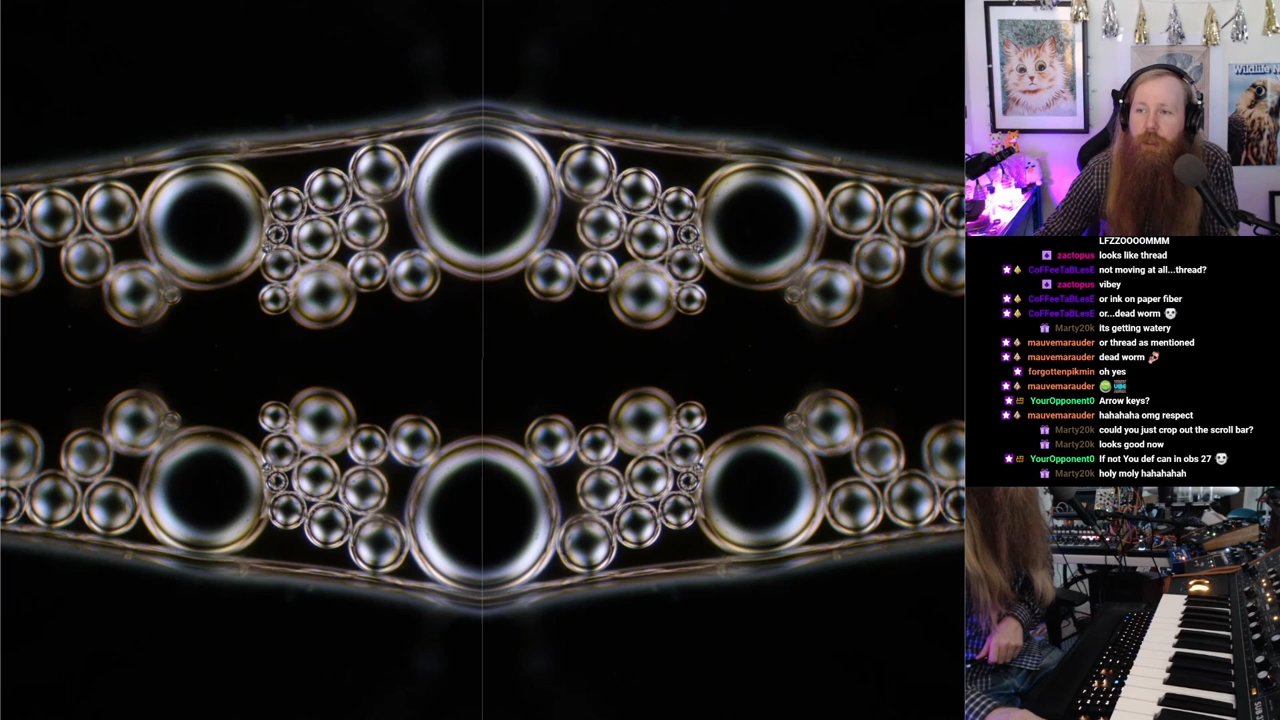 Wildlife N
LFZZOOOOMMM
zactopus looks like thread
CoFFeeTaBLesE not moving at all...thread?
zactopus vibey
CoFFeeTaBLesE or ink on paper fiber
CoFFeeTaBLesE or...dead worm
Marty20k its getting watery
mauvemarauder or thread as mentioned
mauvemarauder dead worm
forgottenpikmin oh yes
mauvemarauder
YourOpponent0 Arrow keys?
mauvemarauder hahahaha omg respect
Marty20k could you just crop out the scroll bar?
Marty20k looks good now
YourOpponent0 If not You def can in obs 27
Marty20k holy moly hahahahah
SUB 3